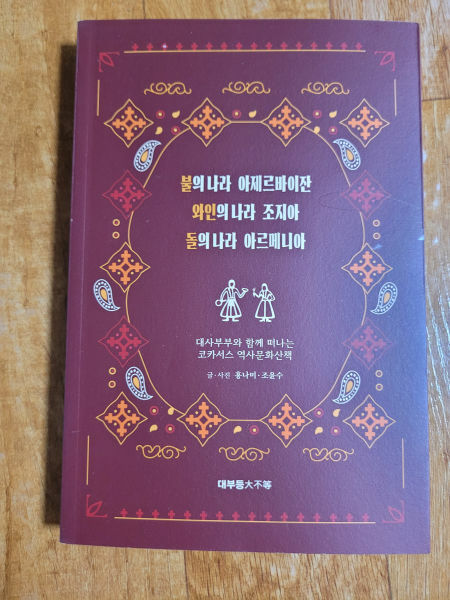 불의 나라 아제르바이잔
와인의 나라 조지아
돌의 나라 아르메니아
대사부부와 함께 떠나는
코카서스 역사문화산책
글·사진 홍나미·조윤수
대부등大不等